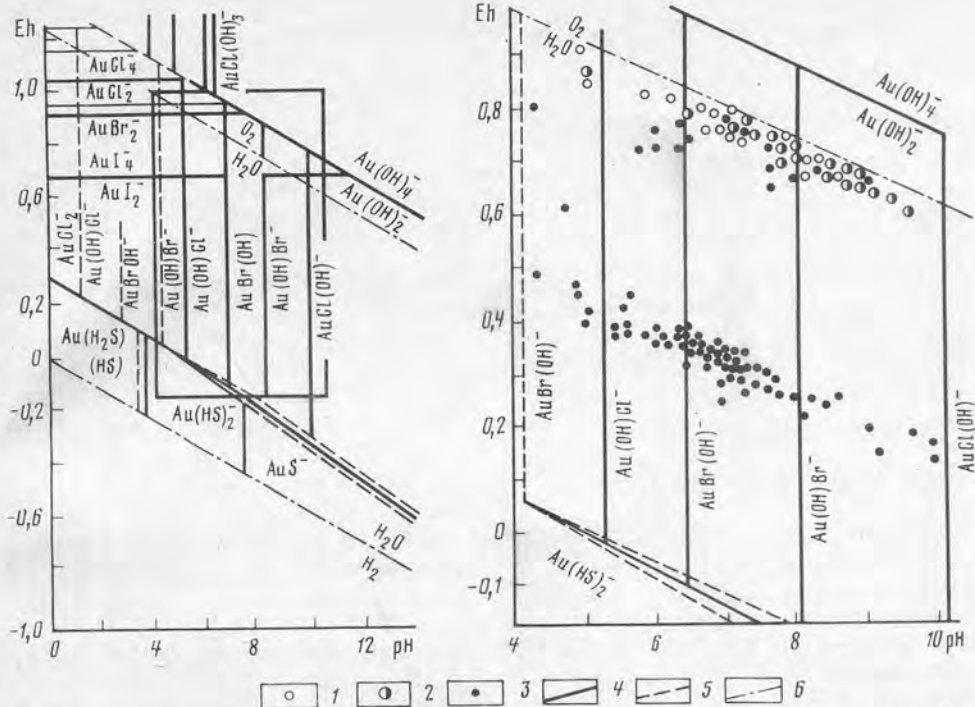 Eh
1,0
0,6
0,2
0
-0,2
-0,6
-1,0
0
4
8
12
pH
AuCl₄⁻
AuCl₂⁻
AuBr₂⁻
AuI₄⁻
AuI₂⁻
AuCl(OH)₃⁻
O₂
H₂O
Au(OH)₄⁻
Au(OH)₂⁻
AuCl₂⁻
Au(OH)Cl⁻
AuBrOH⁻
Au(OH)Br⁻
Au(OH)Cl⁻
AuBr(OH)
Au(OH)Br⁻
AuCl(OH)⁻
Au(H₂S)
(HS)
Au(HS)₂⁻
AuS⁻
H₂O
H₂
Eh
0,8
0,6
0,4
0,2
0
-0,1
4
6
8
10 pH
O₂
H₂O
Au(OH)₄⁻
Au(OH)₂⁻
AuBr(OH)⁻
Au(OH)Cl⁻
AuBr(OH)⁻
Au(OH)Br⁻
AuCl(OH)⁻
Au(HS)₂⁻
1 2 3 4 5 6